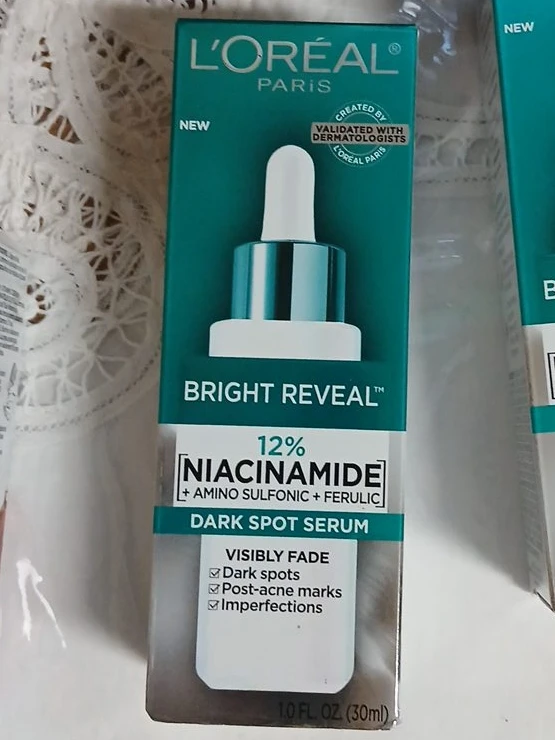 L'ORÉAL®
PARiS
NEW
CREATED BY
VALIDATED WITH
DERMATOLOGISTS
L'ORÉAL PARIS
BRIGHT REVEAL™
12%
[NIACINAMIDE
+ AMINO SULFONIC + FERULIC]
DARK SPOT SERUM
VISIBLY FADE
☑ Dark spots
☑ Post-acne marks
☑ Imperfections
1.0 FL. OZ. (30ml)
NEW
B